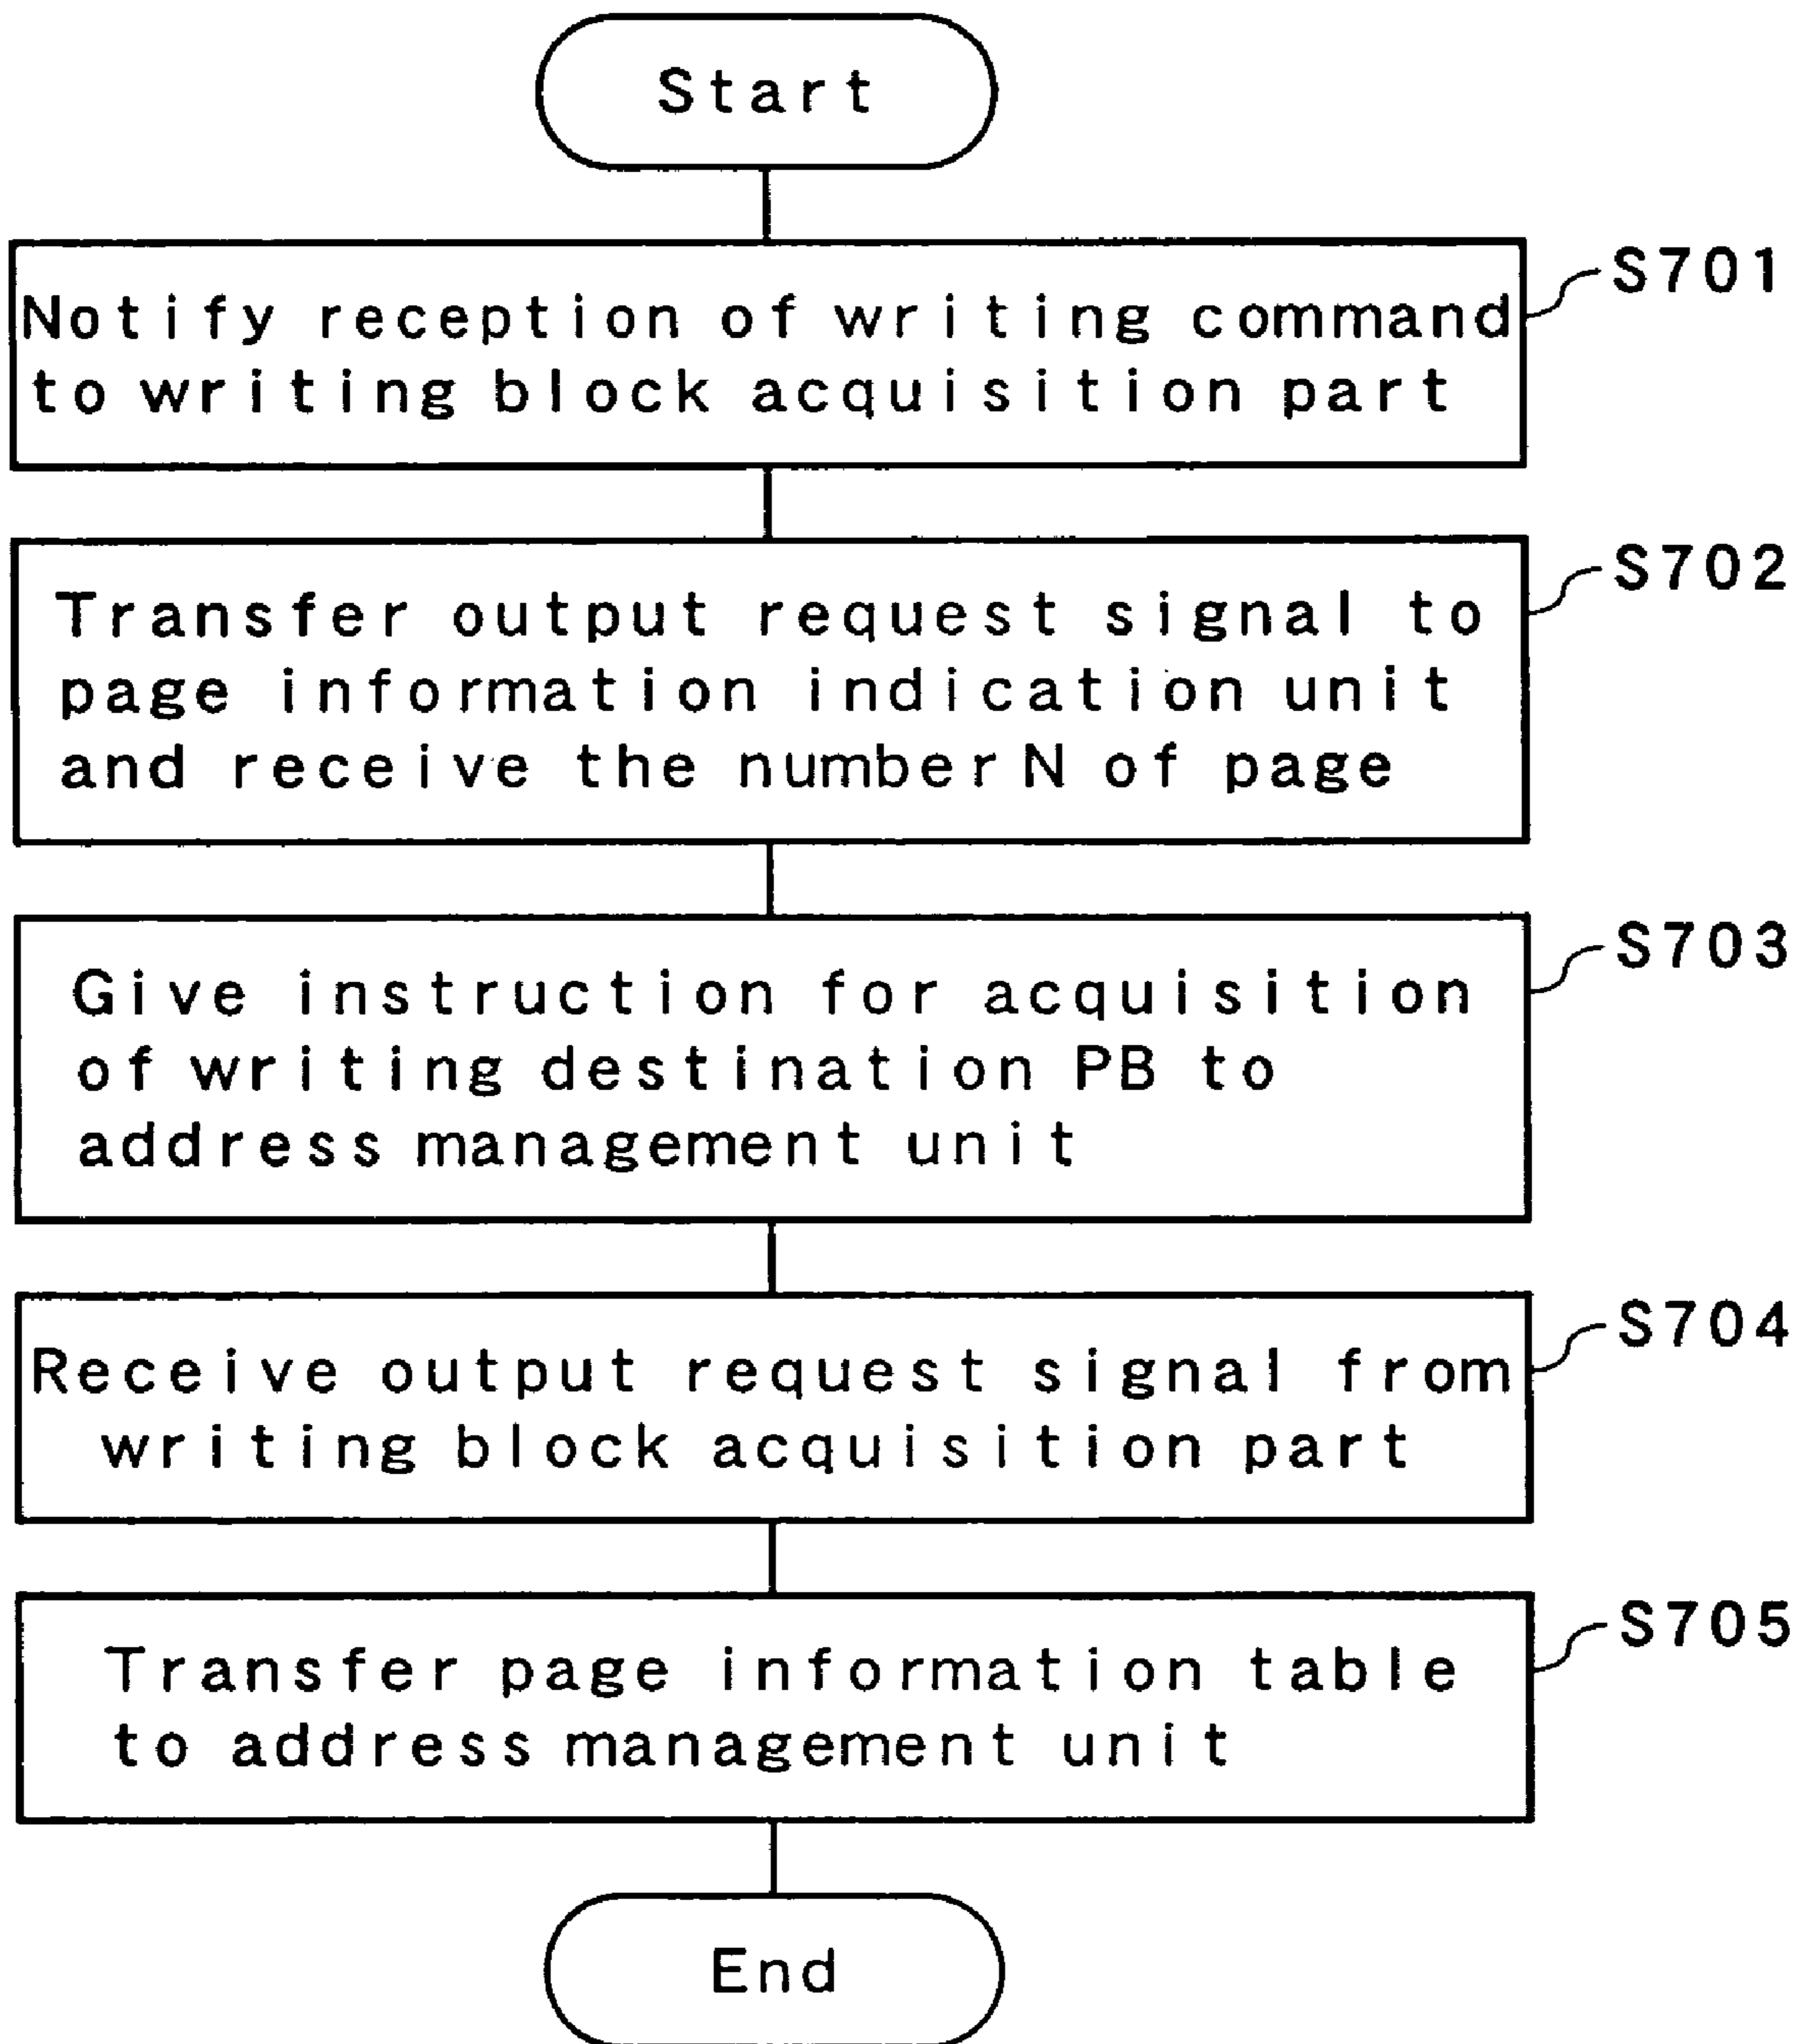 Start
S701
Notify reception of writing command
to writing block acquisition part
S702
Transfer output request signal to
page information indication unit
and receive the number N of page
S703
Give instruction for acquisition
of writing destination PB to
address management unit
S704
Receive output request signal from
writing block acquisition part
S705
Transfer page information table
to address management unit
End